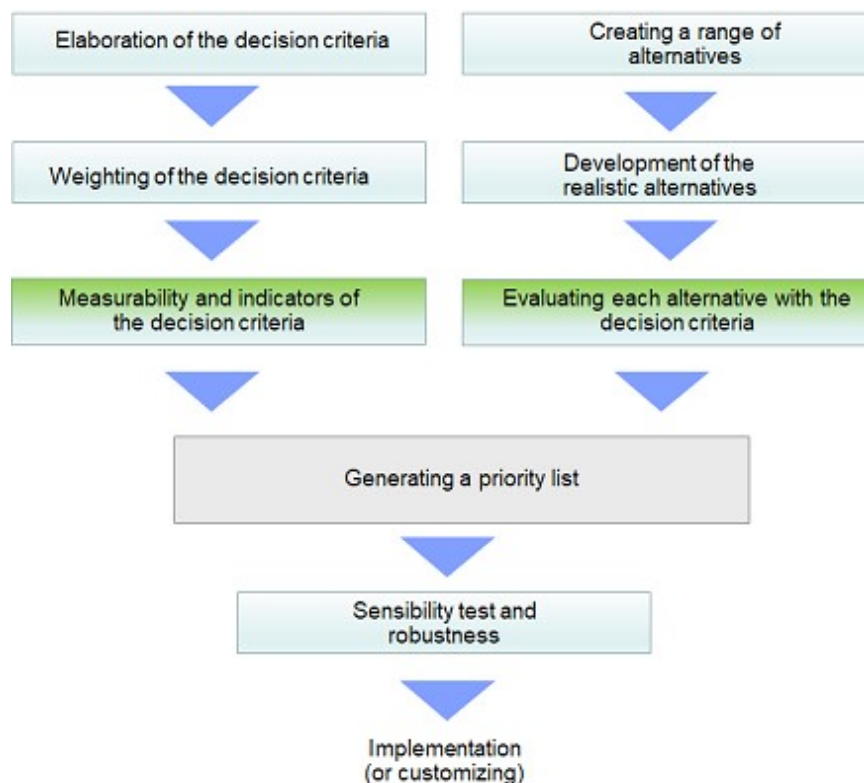 Elaboration of the decision criteria
Creating a range of
alternatives
Weighting of the decision criteria
Development of the
realistic alternatives
Measurability and indicators of
the decision criteria
Evaluating each alternative with the
decision criteria
Generating a priority list
Sensibility test and
robustness
Implementation
(or customizing)